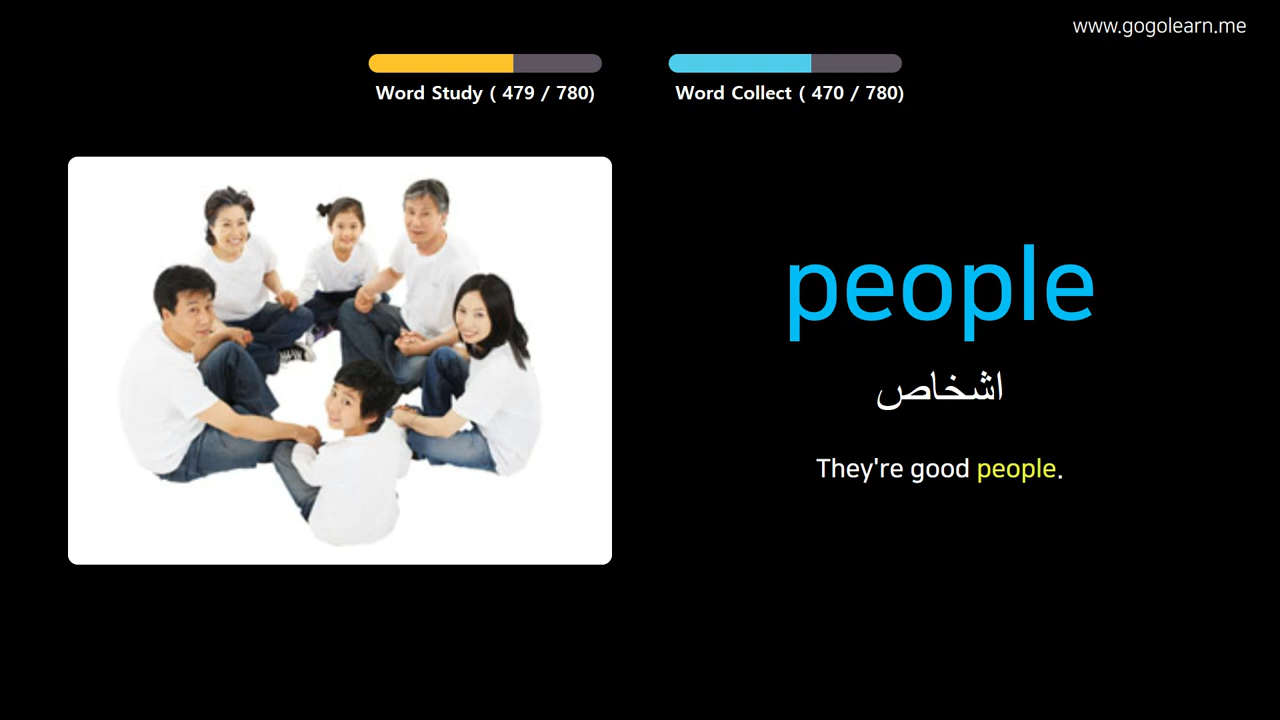 www.gogolearn.me
Word Study ( 479 / 780)
Word Collect ( 470 / 780)
people
اشخاص
They're good people.